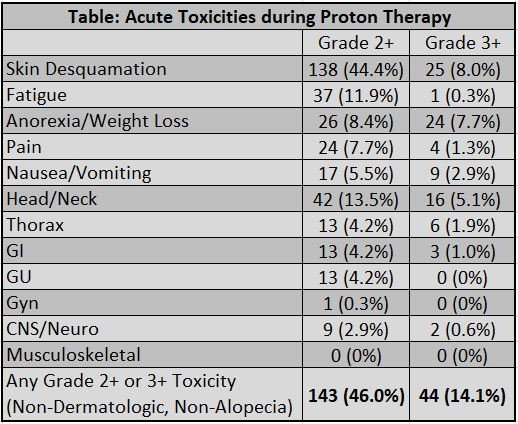 Table: Acute Toxicities during Proton Therapy
Grade 2+ Grade 3+
Skin Desquamation 138 (44.4%) 25 (8.0%)
Fatigue 37 (11.9%) 1 (0.3%)
Anorexia/Weight Loss 26 (8.4%) 24 (7.7%)
Pain 24 (7.7%) 4 (1.3%)
Nausea/Vomiting 17 (5.5%) 9 (2.9%)
Head/Neck 42 (13.5%) 16 (5.1%)
Thorax 13 (4.2%) 6 (1.9%)
GI 13 (4.2%) 3 (1.0%)
GU 13 (4.2%) 0 (0%)
Gyn 1 (0.3%) 0 (0%)
CNS/Neuro 9 (2.9%) 2 (0.6%)
Musculoskeletal 0 (0%) 0 (0%)
Any Grade 2+ or 3+ Toxicity
(Non-Dermatologic, Non-Alopecia) 143 (46.0%) 44 (14.1%)